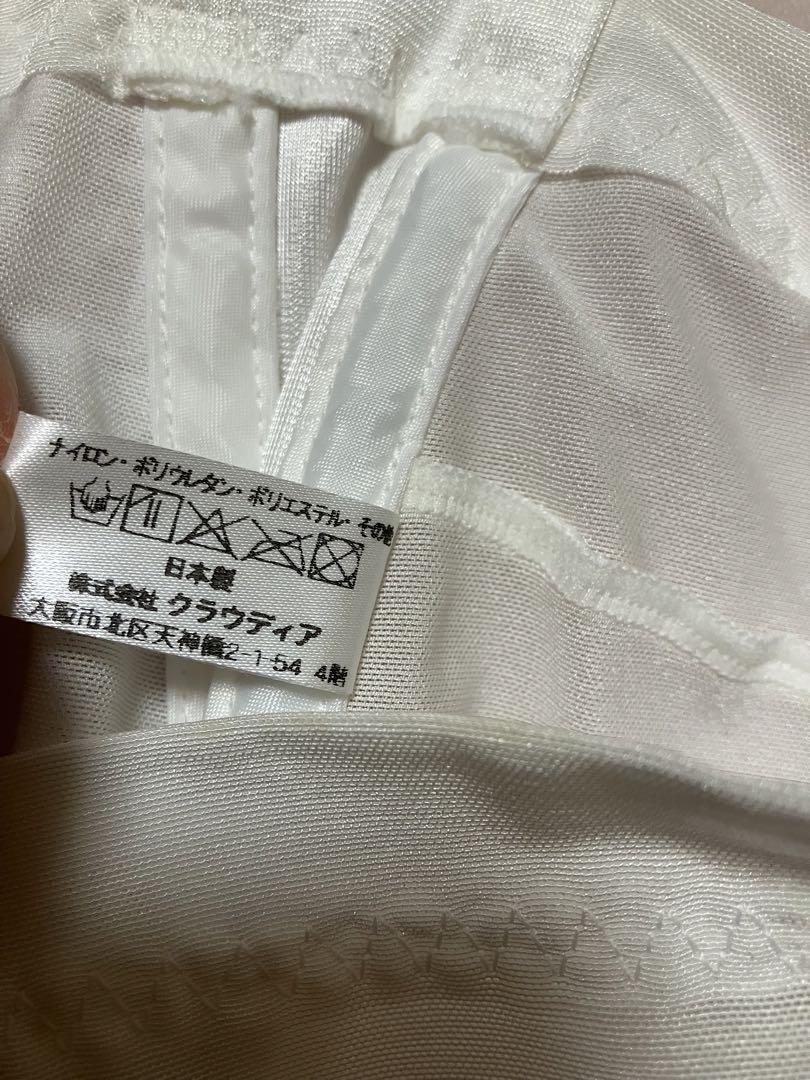 ナイロン・ポリウレタン・ポリエステル・その他
日本製
株式会社 クラウディア
大阪市北区天神橋2-1-54 4階